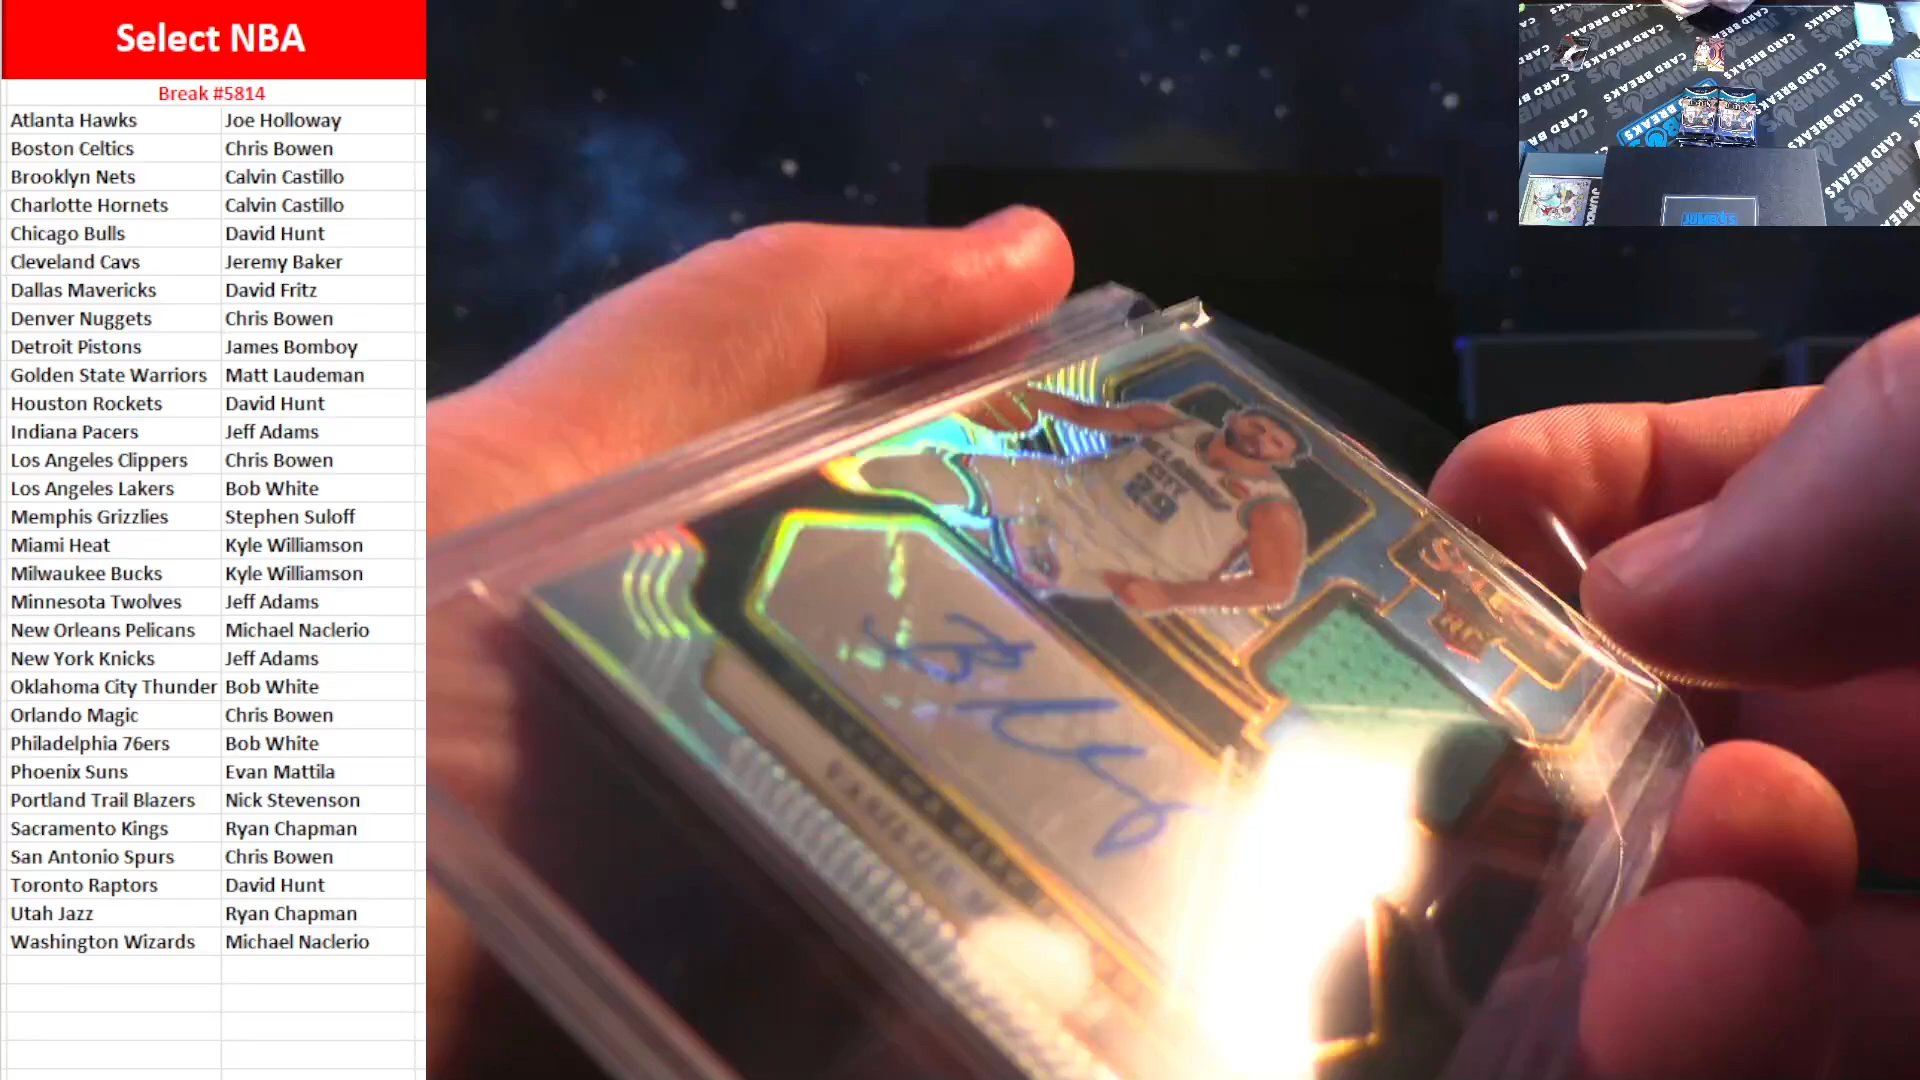 Select NBA
Break #5814
Atlanta Hawks Joe Holloway
Boston Celtics Chris Bowen
Brooklyn Nets Calvin Castillo
Charlotte Hornets Calvin Castillo
Chicago Bulls David Hunt
Cleveland Cavs Jeremy Baker
Dallas Mavericks David Fritz
Denver Nuggets Chris Bowen
Detroit Pistons James Bomboy
Golden State Warriors Matt Laudeman
Houston Rockets David Hunt
Indiana Pacers Jeff Adams
Los Angeles Clippers Chris Bowen
Los Angeles Lakers Bob White
Memphis Grizzlies Stephen Suloff
Miami Heat Kyle Williamson
Milwaukee Bucks Kyle Williamson
Minnesota Twolves Jeff Adams
New Orleans Pelicans Michael Naclerio
New York Knicks Jeff Adams
Oklahoma City Thunder Bob White
Orlando Magic Chris Bowen
Philadelphia 76ers Bob White
Phoenix Suns Evan Mattila
Portland Trail Blazers Nick Stevenson
Sacramento Kings Ryan Chapman
San Antonio Spurs Chris Bowen
Toronto Raptors David Hunt
Utah Jazz Ryan Chapman
Washington Wizards Michael Naclerio
CITY
29
SELECT
RC
JUMBOS
CARD BREAKS